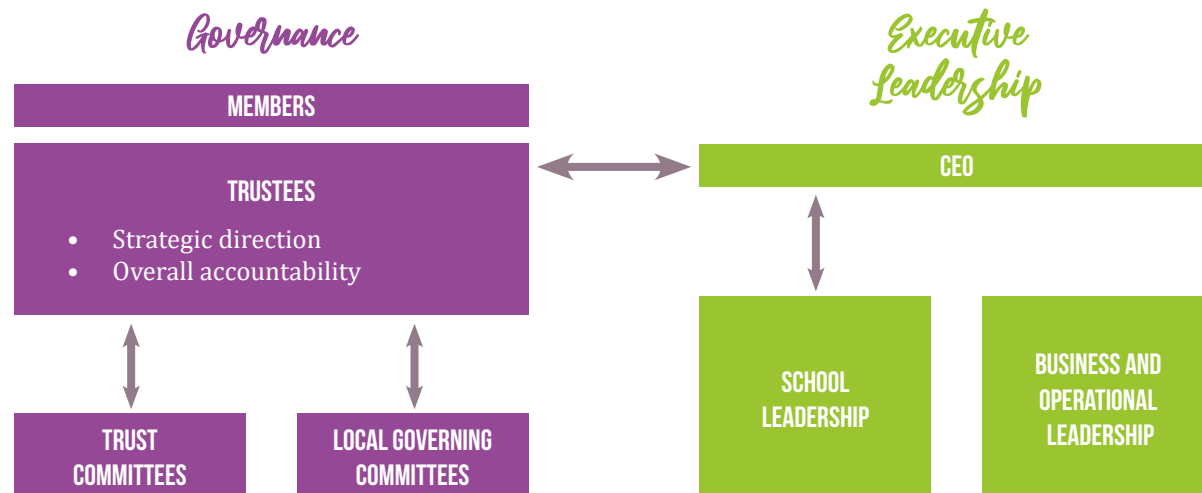 Governance
MEMBERS
TRUSTEES
• Strategic direction
• Overall accountability
TRUST
COMMITTEES
LOCAL GOVERNING
COMMITTEES
Executive
Leadership
CEO
SCHOOL
LEADERSHIP
BUSINESS AND
OPERATIONAL
LEADERSHIP